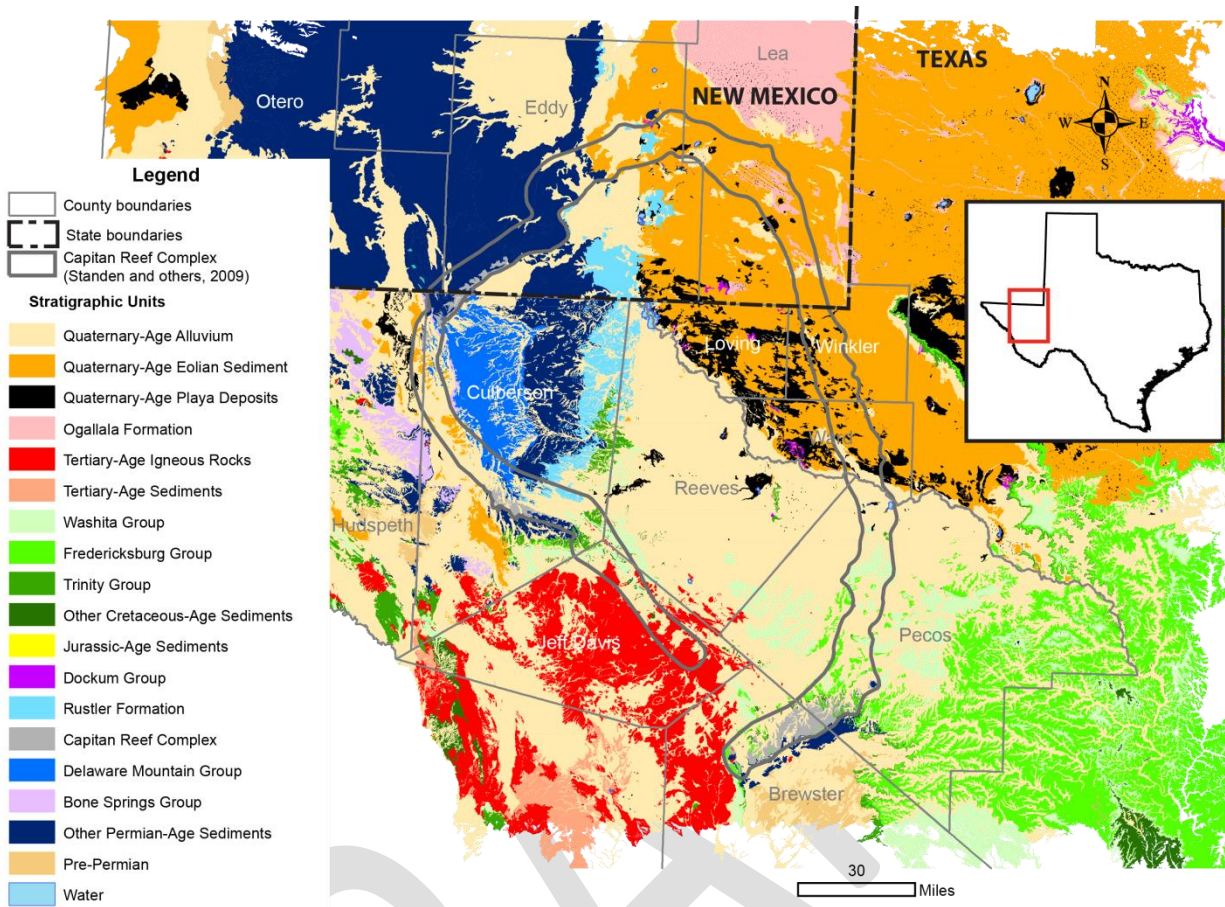 Lea
TEXAS
NEW MEXICO
Otero
Eddy
N
W E
S
Legend
County boundaries
State boundaries
Capitan Reef Complex
(Standen and others, 2009)
Stratigraphic Units
Quaternary-Age Alluvium
Quaternary-Age Eolian Sediment
Quaternary-Age Playa Deposits
Ogallala Formation
Tertiary-Age Igneous Rocks
Tertiary-Age Sediments
Washita Group
Fredericksburg Group
Trinity Group
Other Cretaceous-Age Sediments
Jurassic-Age Sediments
Dockum Group
Rustler Formation
Capitan Reef Complex
Delaware Mountain Group
Bone Springs Group
Other Permian-Age Sediments
Pre-Permian
Water
Loving
Winkler
Culberson
Ward
Reeves
Hudspeth
Jeff Davis
Pecos
Brewster
30
Miles